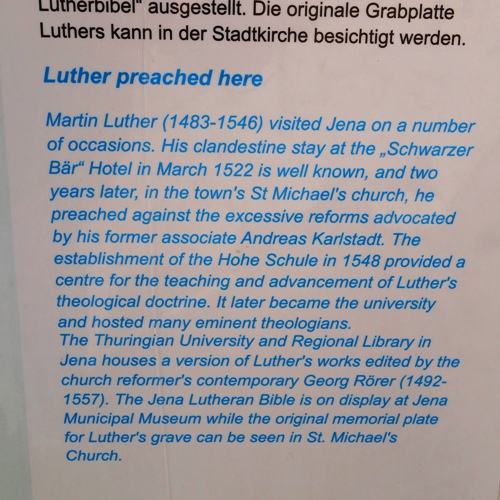 Lutherbibel“ ausgestellt. Die originale Grabplatte
Luthers kann in der Stadtkirche besichtigt werden.
Luther preached here
Martin Luther (1483-1546) visited Jena on a number
of occasions. His clandestine stay at the „Schwarzer
Bär“ Hotel in March 1522 is well known, and two
years later, in the town's St Michael's church, he
preached against the excessive reforms advocated
by his former associate Andreas Karlstadt. The
establishment of the Hohe Schule in 1548 provided a
centre for the teaching and advancement of Luther's
theological doctrine. It later became the university
and hosted many eminent theologians.
The Thuringian University and Regional Library in
Jena houses a version of Luther's works edited by the
church reformer's contemporary Georg Rörer (1492-
1557). The Jena Lutheran Bible is on display at Jena
Municipal Museum while the original memorial plate
for Luther's grave can be seen in St. Michael's
Church.